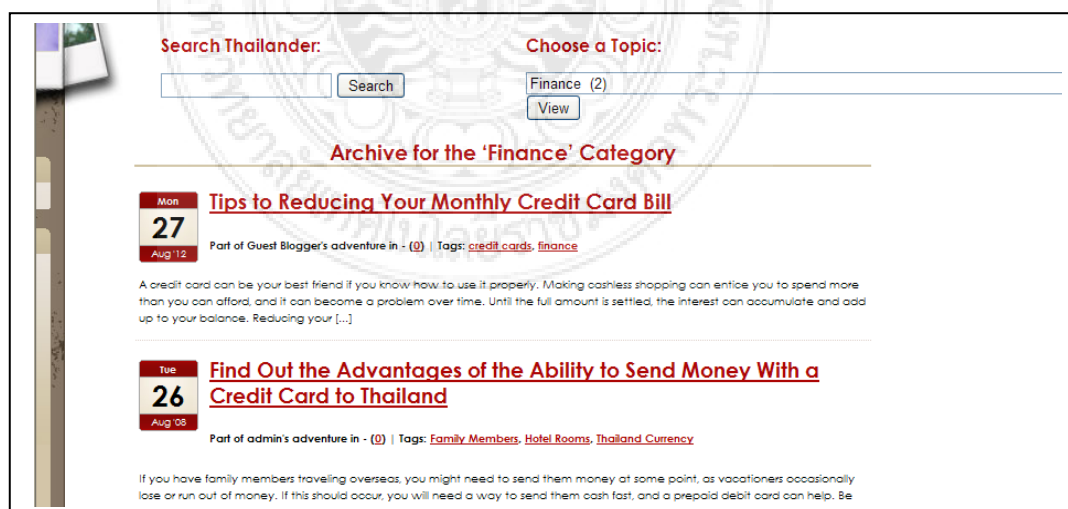 Search Thailander:
Search
Choose a Topic:
Finance (2)
View
Archive for the ‘Finance’ Category
Mon
27
Aug '12
Tips to Reducing Your Monthly Credit Card Bill
Part of Guest Blogger's adventure in - (0) | Tags: credit cards, finance
A credit card can be your best friend if you know how to use it properly. Making cashless shopping can entice you to spend more
than you can afford, and it can become a problem over time. Until the full amount is settled, the interest can accumulate and add
up to your balance. Reducing your [...]
Tue
26
Aug '08
Find Out the Advantages of the Ability to Send Money With a
Credit Card to Thailand
Part of admin's adventure in - (0) | Tags: Family Members, Hotel Rooms, Thailand Currency
If you have family members traveling overseas, you might need to send them money at some point, as vacationers occasionally
lose or run out of money. If this should occur, you will need a way to send them cash fast, and a prepaid debit card can help. Be